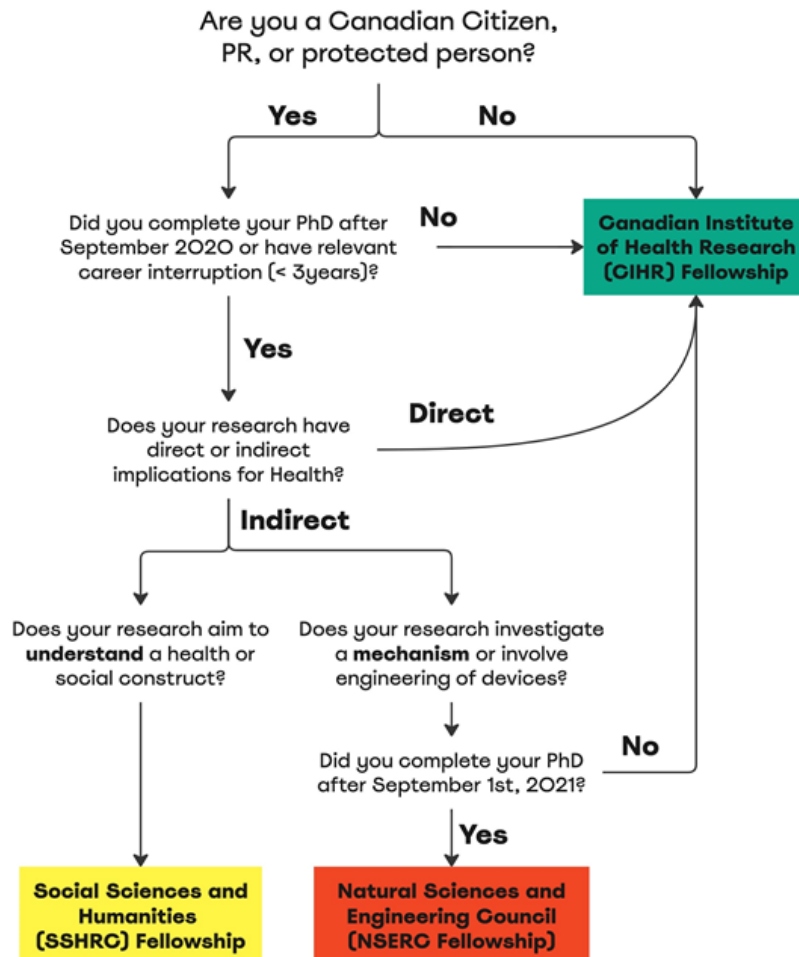 Are you a Canadian Citizen,
PR, or protected person?
Yes
No
Did you complete your PhD after
September 2020 or have relevant
career interruption (< 3years)?
No
Canadian Institute
of Health Research
(CIHR) Fellowship
Yes
Does your research have
direct or indirect
implications for Health?
Direct
Indirect
Does your research aim to
understand a health or
social construct?
Does your research investigate
a mechanism or involve
engineering of devices?
Did you complete your PhD
after September 1st, 2021?
No
Yes
Social Sciences and
Humanities
(SSHRC) Fellowship
Natural Sciences and
Engineering Council
(NSERC Fellowship)